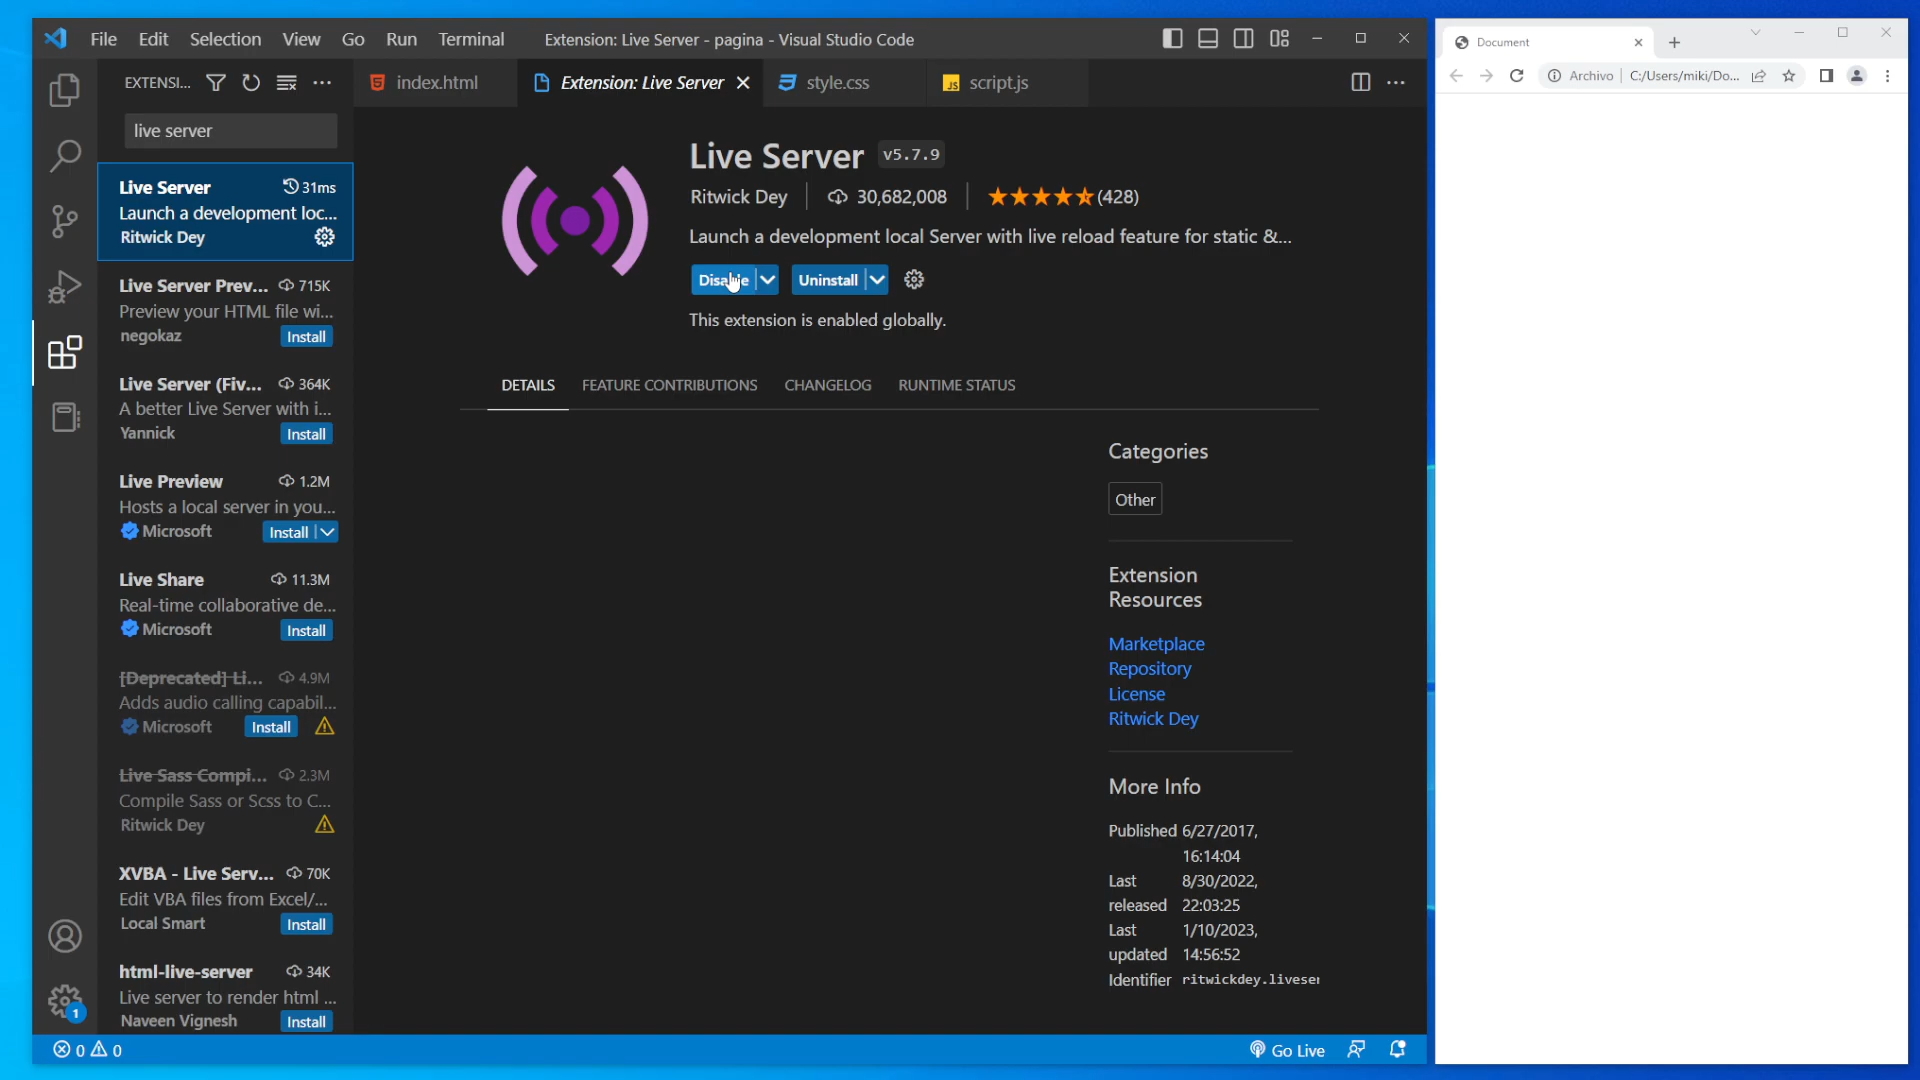 File Edit Selection View Go Run Terminal
Extension: Live Server - pagina - Visual Studio Code
EXTENSI...
index.html
Extension: Live Server
style.css
JS script.js
live server
Live Server 31ms
Launch a development loc...
Ritwick Dey
Live Server Prev... 715K
Preview your HTML file wi...
negokaz Install
Live Server (Fiv... 364K
A better Live Server with i...
Yannick Install
Live Preview 1.2M
Hosts a local server in you...
Microsoft Install
Live Share 11.3M
Real-time collaborative de...
Microsoft Install
[Deprecated] Li... 4.9M
Adds audio calling capabil...
Microsoft Install
Live Sass Compi... 2.3M
Compile Sass or Scss to C...
Ritwick Dey
XVBA - Live Serv... 70K
Edit VBA files from Excel/...
Local Smart Install
html-live-server 34K
Live server to render html ...
Naveen Vignesh Install
1
Live Server v5.7.9
Ritwick Dey 30,682,008 (428)
Launch a development local Server with live reload feature for static &...
Disable Uninstall
This extension is enabled globally.
DETAILS FEATURE CONTRIBUTIONS CHANGELOG RUNTIME STATUS
Categories
Other
Extension
Resources
Marketplace
Repository
License
Ritwick Dey
More Info
Published 6/27/2017,
16:14:04
Last 8/30/2022,
released 22:03:25
Last 1/10/2023,
updated 14:56:52
Identifier ritwickdey.liveser
0 0
Go Live
Document
Archivo C:/Users/miki/Do...